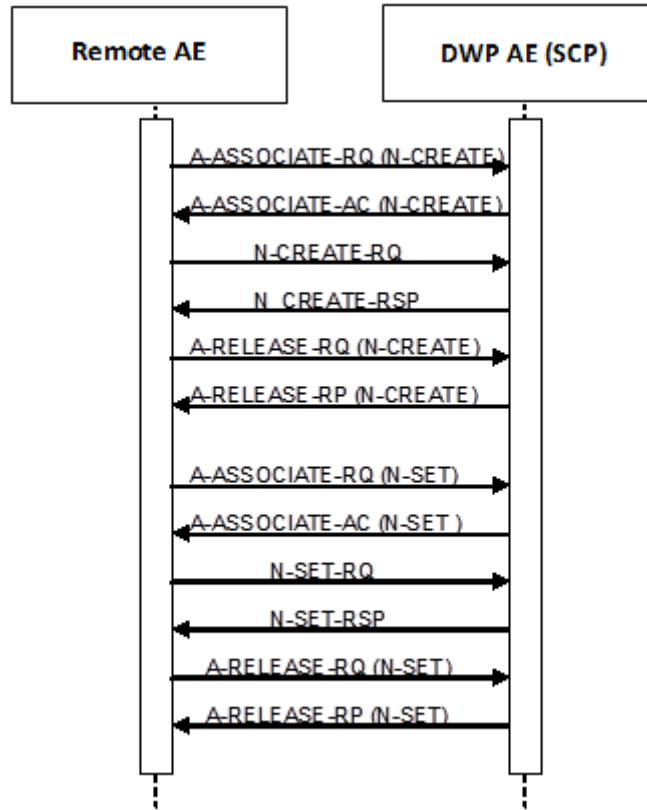 Remote AE
DWP AE (SCP)
A-ASSOCIATE-RQ (N-CREATE)
A-ASSOCIATE-AC (N-CREATE)
N-CREATE-RQ
N_CREATE-RSP
A-RELEASE-RQ (N-CREATE)
A-RELEASE-RP (N-CREATE)
A-ASSOCIATE-RQ (N-SET)
A-ASSOCIATE-AC (N-SET )
N-SET-RQ
N-SET-RSP
A-RELEASE-RQ (N-SET)
A-RELEASE-RP (N-SET)